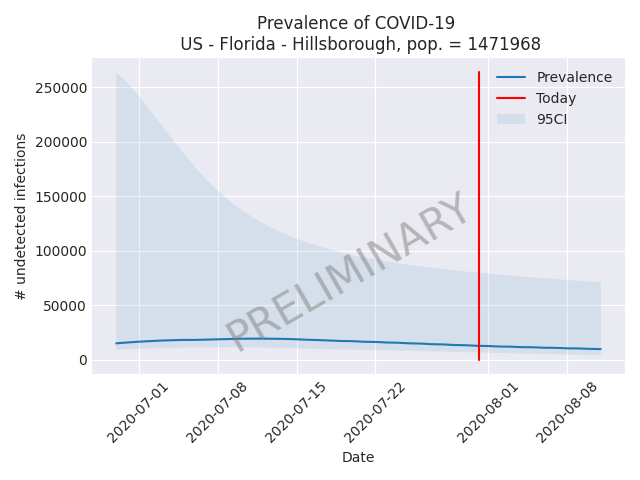 Prevalence of COVID-19
US - Florida - Hillsborough, pop. = 1471968
250000
200000
150000
100000
50000
0
# undetected infections
Prevalence
Today
95CI
PRELIMINARY
2020-07-01
2020-07-08
2020-07-15
2020-07-22
2020-08-01
2020-08-08
Date